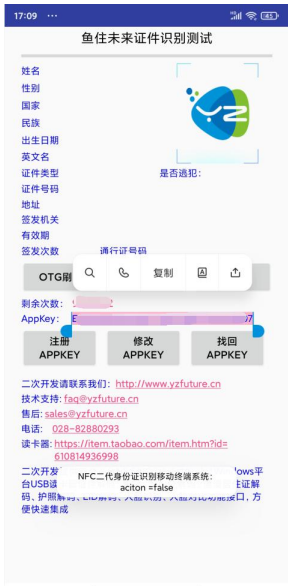 17:09 ···
45
鱼住未来证件识别测试
姓名
性别
国家
民族
出生日期
英文名
证件类型 是否逃犯：
证件号码
地址
签发机关
有效期
签发次数 通行证号码
YZ
OTG刷
复制
剩余次数：
AppKey: E
07
注册 修改 找回
APPKEY APPKEY APPKEY
二次开发请联系我们：http://www.yzfuture.cn
技术支持: faq@yzfuture.cn
售后: sales@yzfuture.cn
电话: 028-82880293
读卡器: https://item.taobao.com/item.htm?id=
610814936998
二次开发 ows平
台USB读 证解
NFC二代身份证识别移动终端系统：
aciton =false
码、护照解码、EID解码、人脸识别、人脸对比功能接口，方
便快速集成